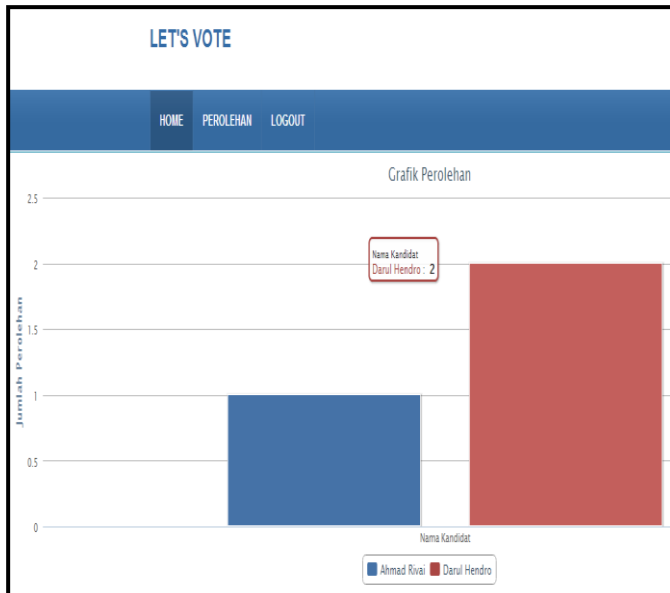 LET'S VOTE
HOME PEROLEHAN LOGOUT
Grafik Perolehan
Jumlah Perolehan
2.5
2
1.5
1
0.5
0
Nama Kandidat
Darul Hendro : 2
Nama Kandidat
Ahmad Rivai Darul Hendro